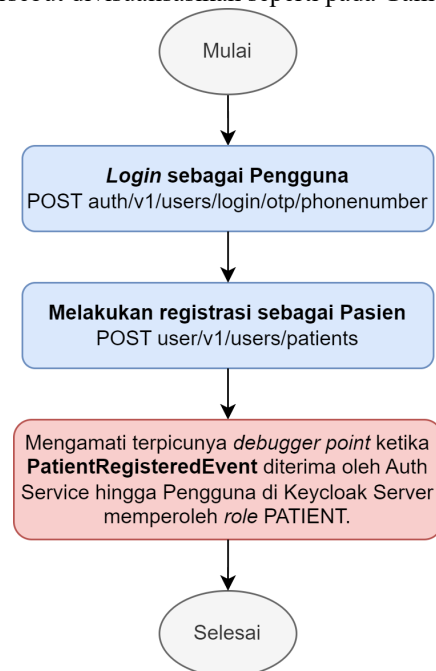 Mulai
Login sebagai Pengguna
POST auth/v1/users/login/otp/phonenumber
Melakukan registrasi sebagai Pasien
POST user/v1/users/patients
Mengamati terpicunya debugger point ketika
PatientRegisteredEvent diterima oleh Auth
Service hingga Pengguna di Keycloak Server
memperoleh role PATIENT.
Selesai